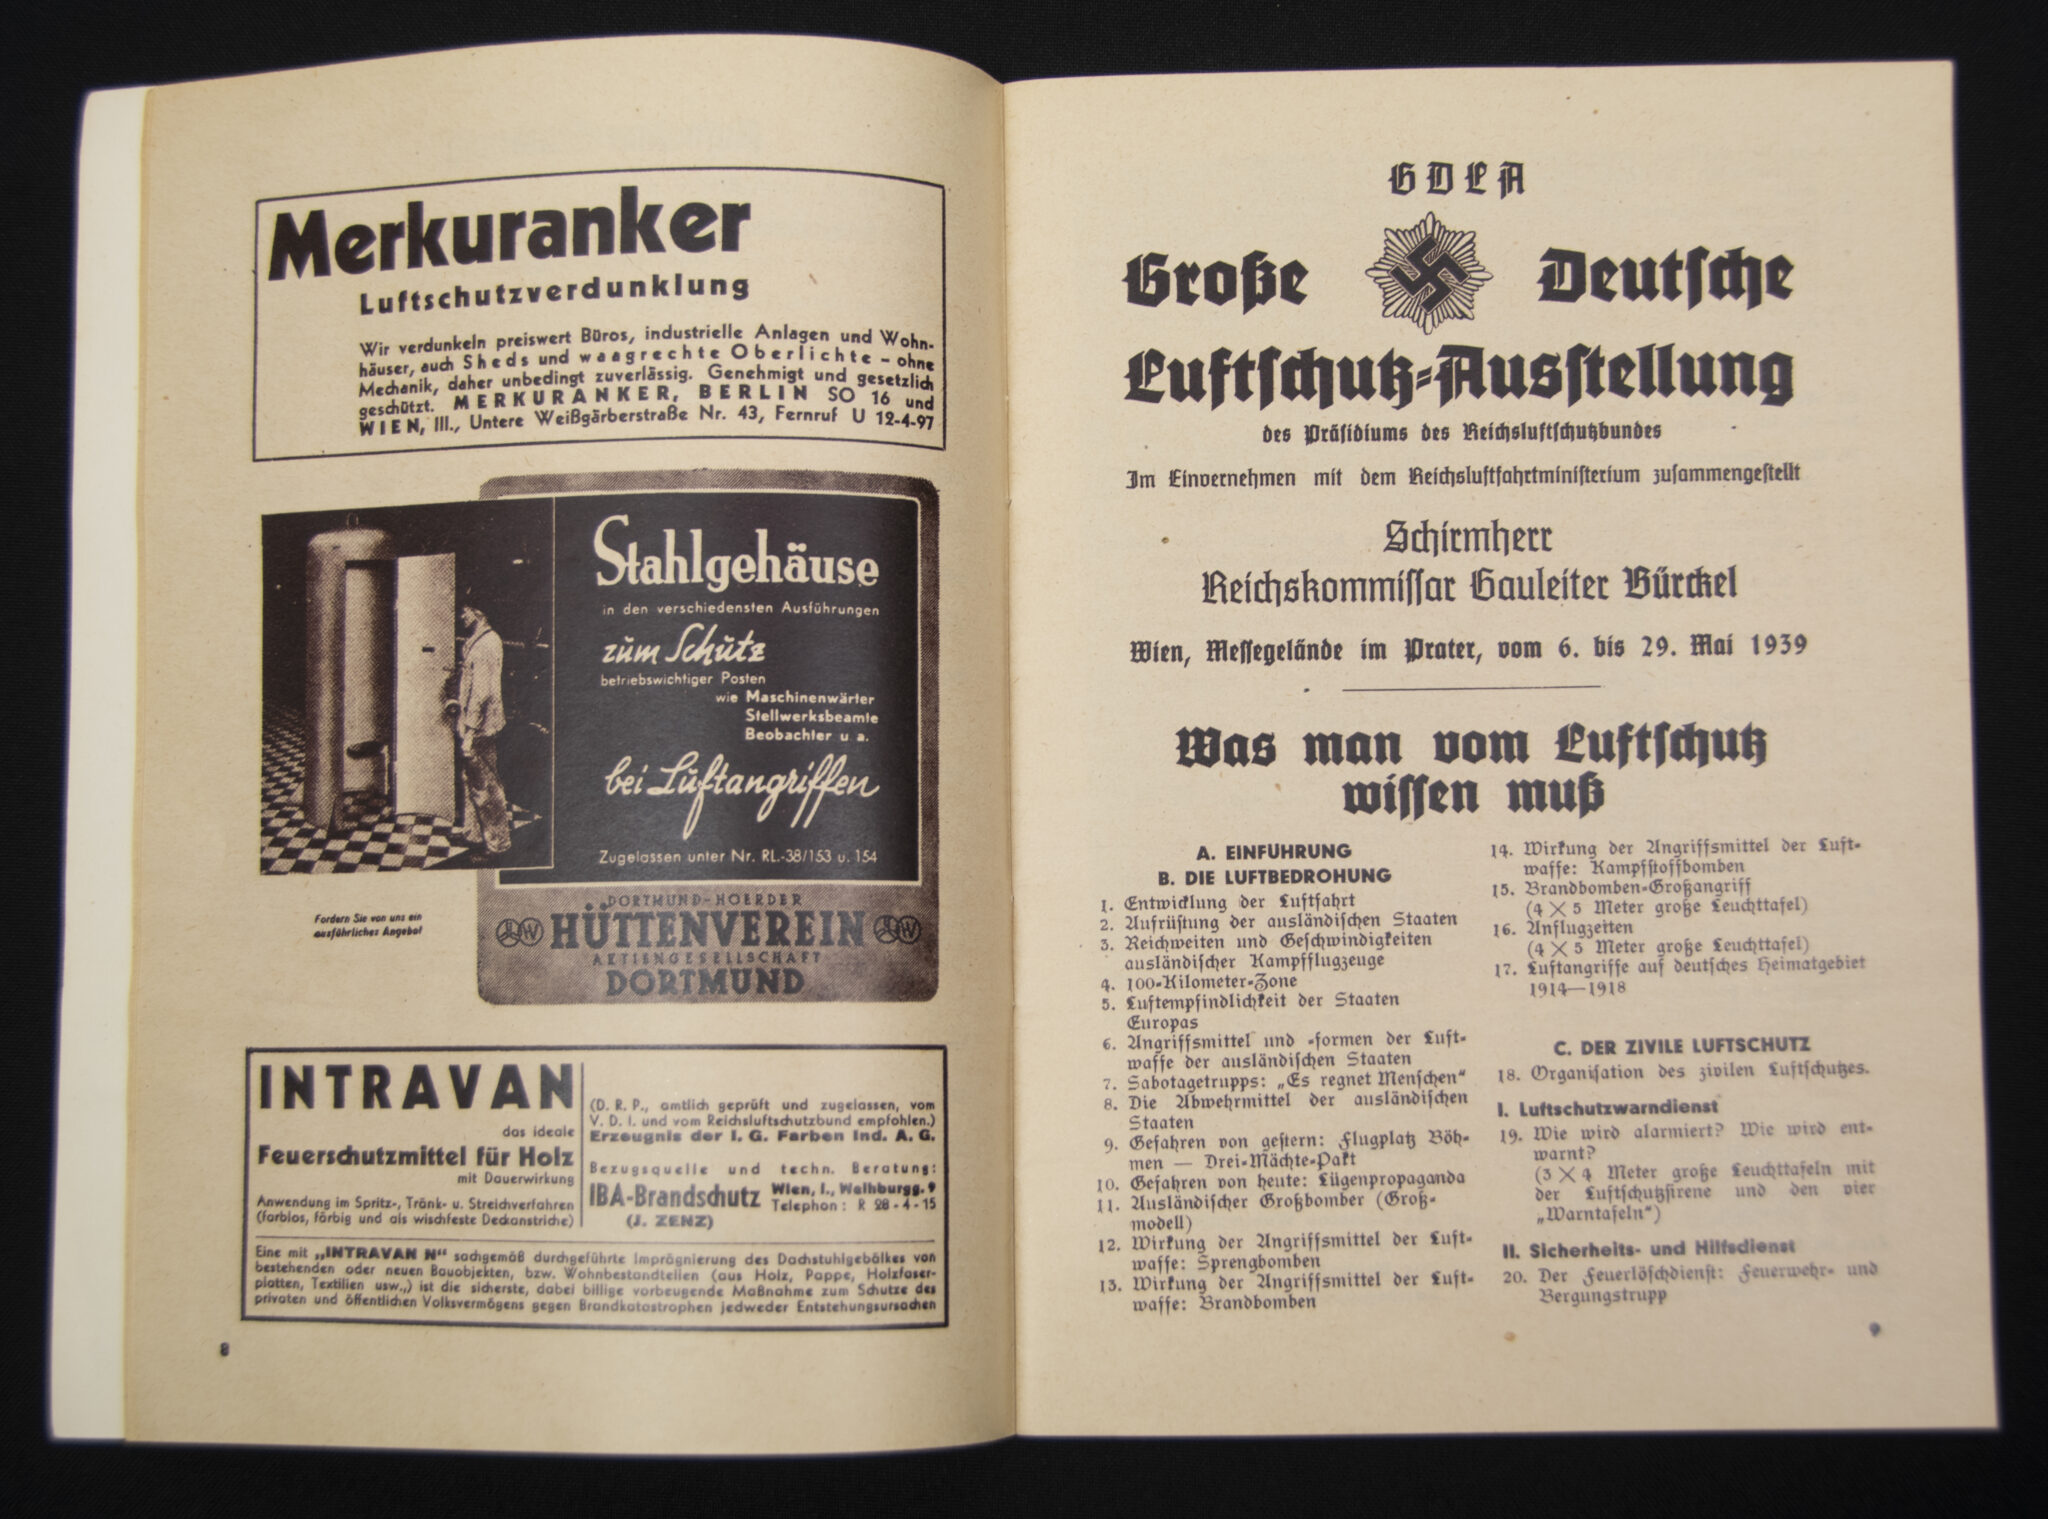 Merkuranker
Luftschutzverdunklung
Wir verdunkeln preiswert Büros, industrielle Anlagen und Wohn-
häuser, auch Sheds und waagrechte Oberlichte – ohne
Mechanik, daher unbedingt zuverlässig. Genehmigt und gesetzlich
geschützt. MERKURANKER, BERLIN SO 16 und
WIEN, III., Untere Weißgärberstraße Nr. 43, Fernruf U 12-4-97
Stahlgehäuse
in den verschiedensten Ausführungen
zum Schutz
betriebswichtiger Posten
wie Maschinenwärter
Stellwerksbeamte
Beobachter u. a.
bei Luftangriffen
Zugelassen unter Nr. RL.-38/153 u. 154
Fordern Sie von uns ein
ausführliches Angebot
DORTMUND-HOERDER
HÜTTENVEREIN
AKTIENGESELLSCHAFT
DORTMUND
INTRAVAN
das ideale
Feuerschutzmittel für Holz
mit Dauerwirkung
Anwendung im Spritz-, Tränk- u. Streichverfahren
(farblos, färbig und als wischfeste Deckanstriche)
(D. R. P., amtlich geprüft und zugelassen, vom
V. D. I. und vom Reichsluftschutzbund empfohlen.)
Erzeugnis der I. G. Farben Ind. A. G.
Bezugsquelle und techn. Beratung:
IBA-Brandschutz
(J. ZENZ)
Wien, I., Weihburgg. 9
Telephon: R 28-4-15
Eine mit „INTRAVAN N“ sachgemäß durchgeführte Imprägnierung des Dachstuhlgebälkes von
bestehenden oder neuen Bauobjekten, bzw. Wohnbestandteilen (aus Holz, Pappe, Holzfaser-
platten, Textilien usw.,) ist die sicherste, dabei billige vorbeugende Maßnahme zum Schutze des
privaten und öffentlichen Volksvermögens gegen Brandkatastrophen jedweder Entstehungsursachen
8
GDLA
Große Deutsche
Luftschutz-Ausstellung
des Präsidiums des Reichsluftschutzbundes
Im Einvernehmen mit dem Reichsluftfahrtministerium zusammengestellt
Schirmherr
Reichskommissar Gauleiter Bürckel
Wien, Messegelände im Prater, vom 6. bis 29. Mai 1939
Was man vom Luftschutz
wissen muß
A. EINFUHRUNG
B. DIE LUFTBEDROHUNG
1. Entwicklung der Luftfahrt
2. Aufrüstung der ausländischen Staaten
3. Reichweiten und Geschwindigkeiten
ausländischer Kampfflugzeuge
4. 100-Kilometer-Zone
5. Luftempfindlichkeit der Staaten
Europas
6. Angriffsmittel und -formen der Luft-
waffe der ausländischen Staaten
7. Sabotagetrupps: „Es regnet Menschen“
8. Die Abwehrmittel der ausländischen
Staaten
9. Gefahren von gestern: Flugplatz Böh-
men — Drei-Mächte-Pakt
10. Gefahren von heute: Lügenpropaganda
11. Ausländischer Großbomber (Groß-
modell)
12. Wirkung der Angriffsmittel der Luft-
waffe: Sprengbomben
13. Wirkung der Angriffsmittel der Luft-
waffe: Brandbomben
14. Wirkung der Angriffsmittel der Luft-
waffe: Kampfstoffbomben
15. Brandbomben-Großangriff
(4 × 5 Meter große Leuchttafel)
16. Anflugzeiten
(4 × 5 Meter große Leuchttafel)
17. Luftangriffe auf deutsches Heimatgebiet
1914—1918
C. DER ZIVILE LUFTSCHUTZ
18. Organisation des zivilen Luftschutzes.
I. Luftschutzwarndienst
19. Wie wird alarmiert? Wie wird ent-
warnt?
(3 × 4 Meter große Leuchttafeln mit
der Luftschutzsirene und den vier
„Warntafeln“)
II. Sicherheits- und Hilfsdienst
20. Der Feuerlöschdienst: Feuerwehr- und
Bergungstrupp
9